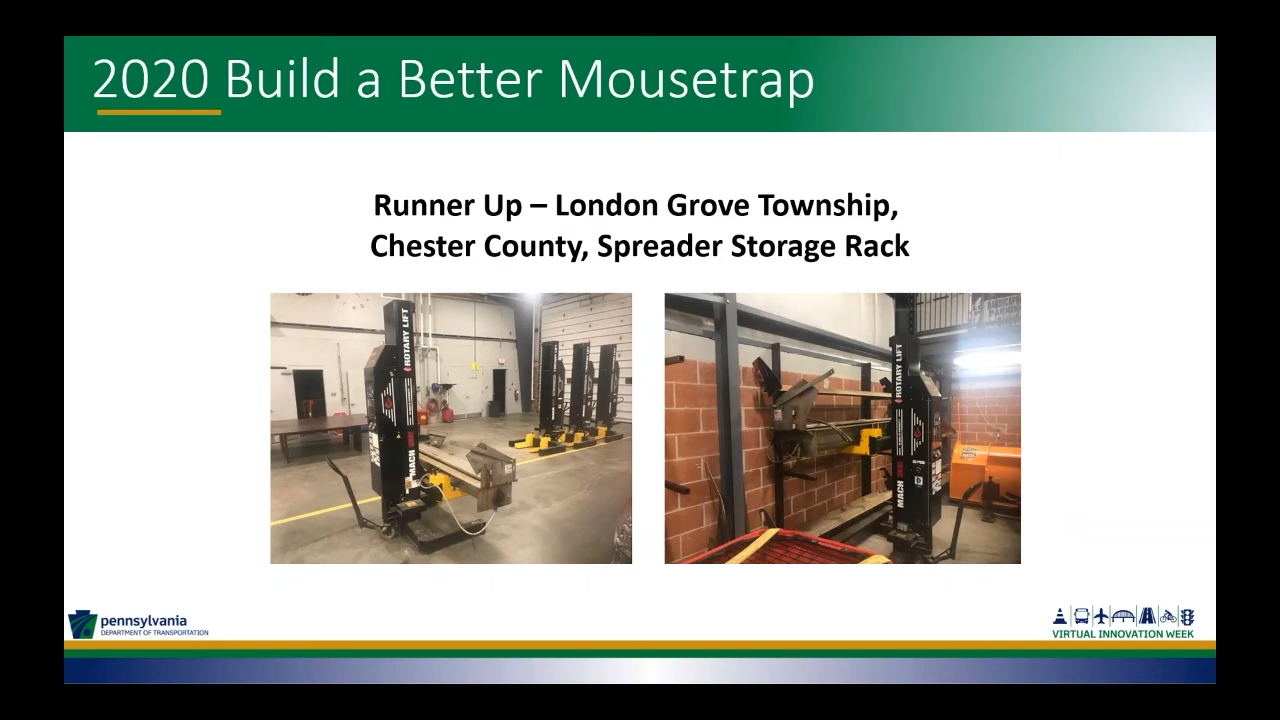 2020 Build a Better Mousetrap
Runner Up – London Grove Township,
Chester County, Spreader Storage Rack
ROTARY LIFT
MACH
ROTARY LIFT
MACH
pennsylvania
DEPARTMENT OF TRANSPORTATION
VIRTUAL INNOVATION WEEK